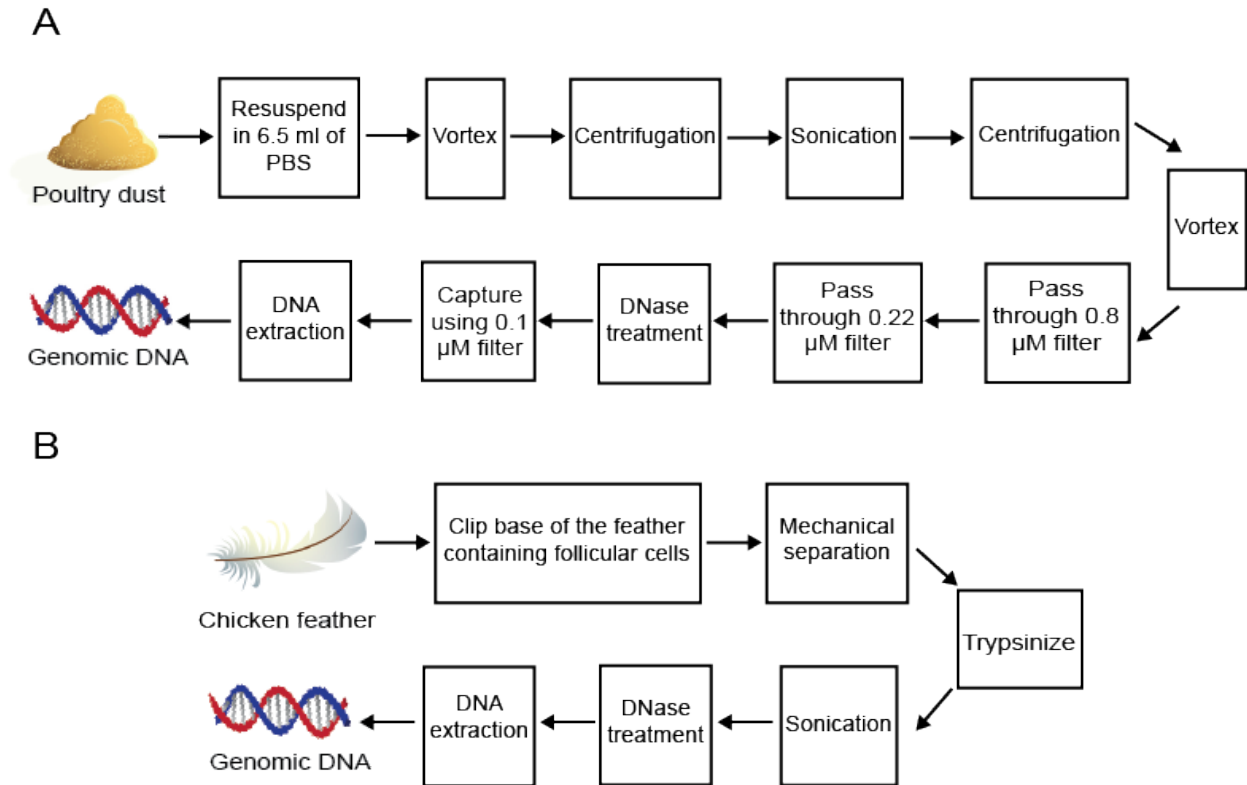 A
Poultry dust
Resuspend
in 6.5 ml of
PBS
Vortex
Centrifugation
Sonication
Centrifugation
Vortex
Pass
through 0.8
µM filter
Pass
through 0.22
µM filter
DNase
treatment
Capture
using 0.1
µM filter
DNA
extraction
Genomic DNA
B
Chicken feather
Clip base of the feather
containing follicular cells
Mechanical
separation
Trypsinize
Sonication
DNase
treatment
DNA
extraction
Genomic DNA